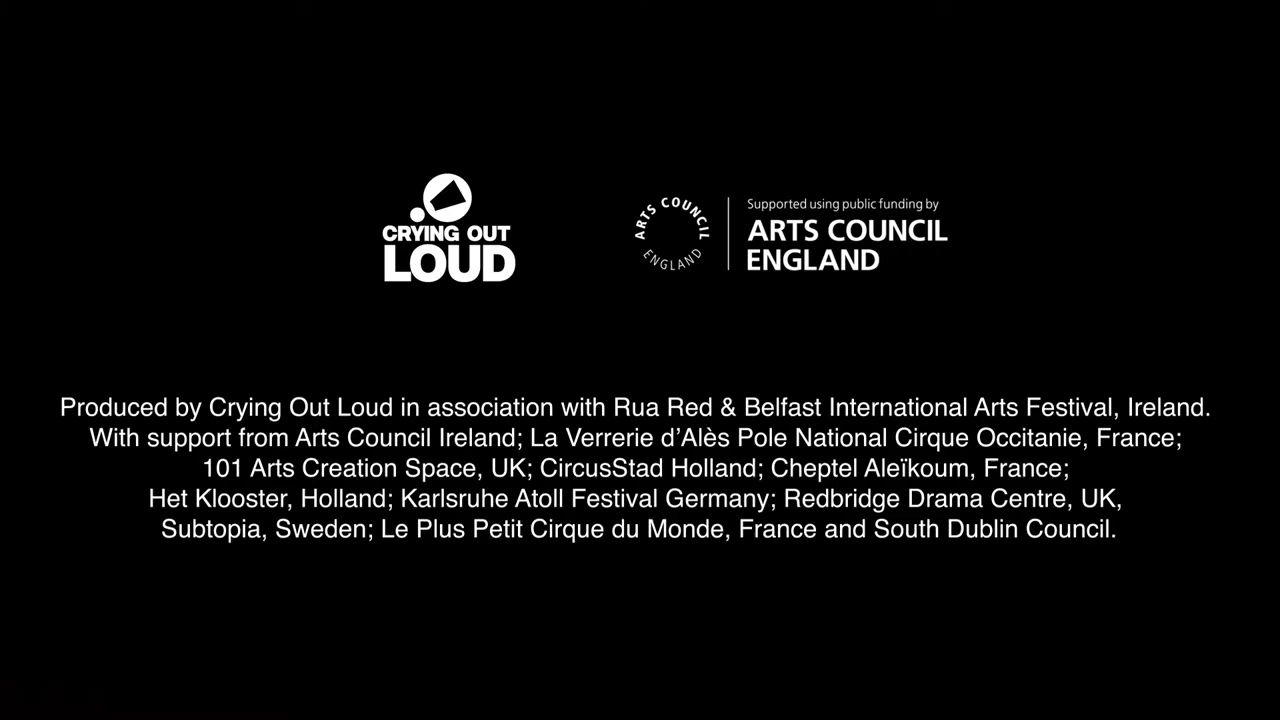 CRYING OUT
LOUD
ARTS COUNCIL
ENGLAND
Supported using public funding by
ARTS COUNCIL
ENGLAND
Produced by Crying Out Loud in association with Rua Red & Belfast International Arts Festival, Ireland.
With support from Arts Council Ireland; La Verrerie d’Alès Pole National Cirque Occitanie, France;
101 Arts Creation Space, UK; CircusStad Holland; Cheptel Aleïkoum, France;
Het Klooster, Holland; Karlsruhe Atoll Festival Germany; Redbridge Drama Centre, UK,
Subtopia, Sweden; Le Plus Petit Cirque du Monde, France and South Dublin Council.